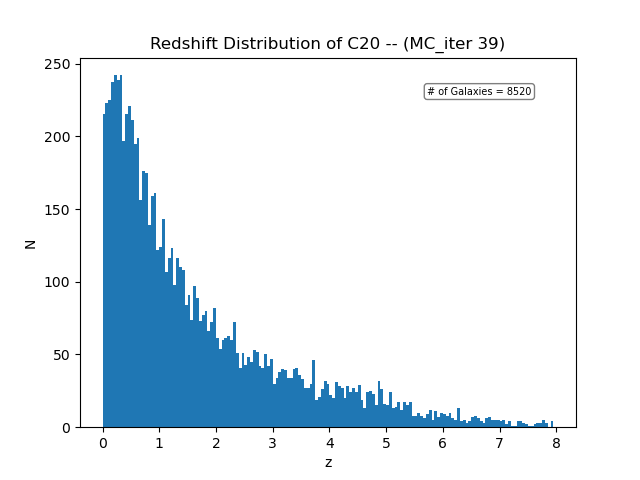 Redshift Distribution of C20 -- (MC_iter 39)
# of Galaxies = 8520
250
200
150
100
50
0
N
0 1 2 3 4 5 6 7 8
z